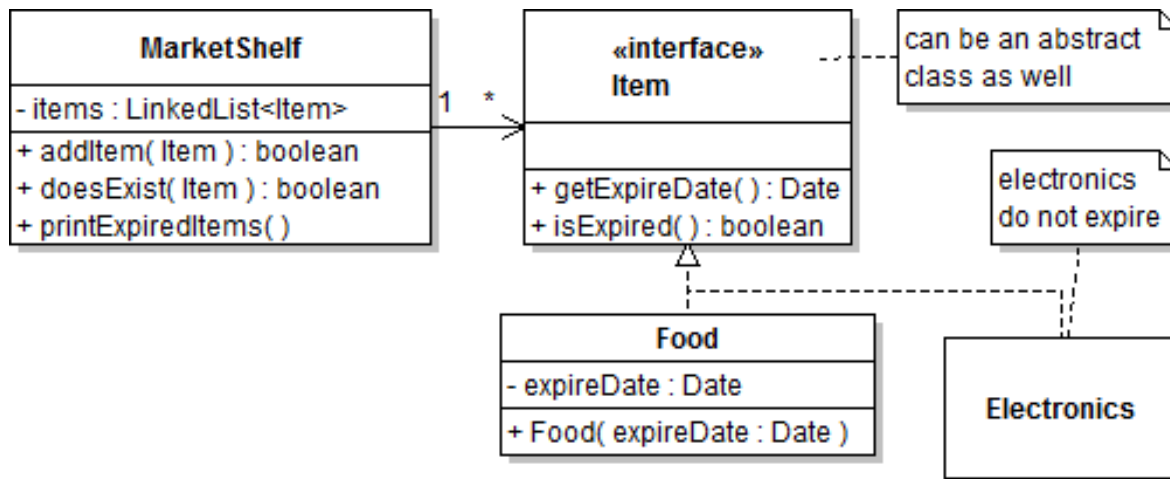 MarketShelf
- items : LinkedList<Item>
+ addItem( Item ) : boolean
+ doesExist( Item ) : boolean
+ printExpiredItems( )
1 *
«interface»
Item
+ getExpireDate( ) : Date
+ isExpired( ) : boolean
can be an abstract
class as well
electronics
do not expire
Food
- expireDate : Date
+ Food( expireDate : Date )
Electronics